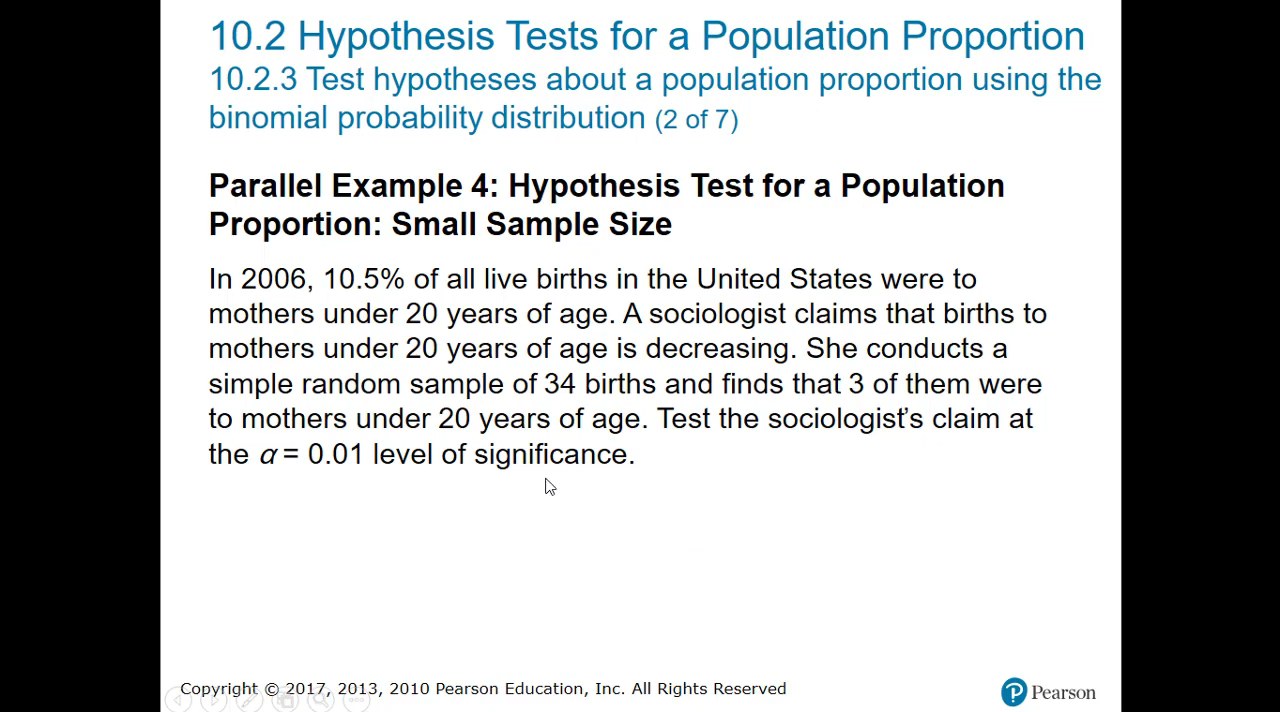 10.2 Hypothesis Tests for a Population Proportion
10.2.3 Test hypotheses about a population proportion using the
binomial probability distribution (2 of 7)
Parallel Example 4: Hypothesis Test for a Population
Proportion: Small Sample Size
In 2006, 10.5% of all live births in the United States were to
mothers under 20 years of age. A sociologist claims that births to
mothers under 20 years of age is decreasing. She conducts a
simple random sample of 34 births and finds that 3 of them were
to mothers under 20 years of age. Test the sociologist’s claim at
the α = 0.01 level of significance.
Copyright © 2017, 2013, 2010 Pearson Education, Inc. All Rights Reserved
P Pearson